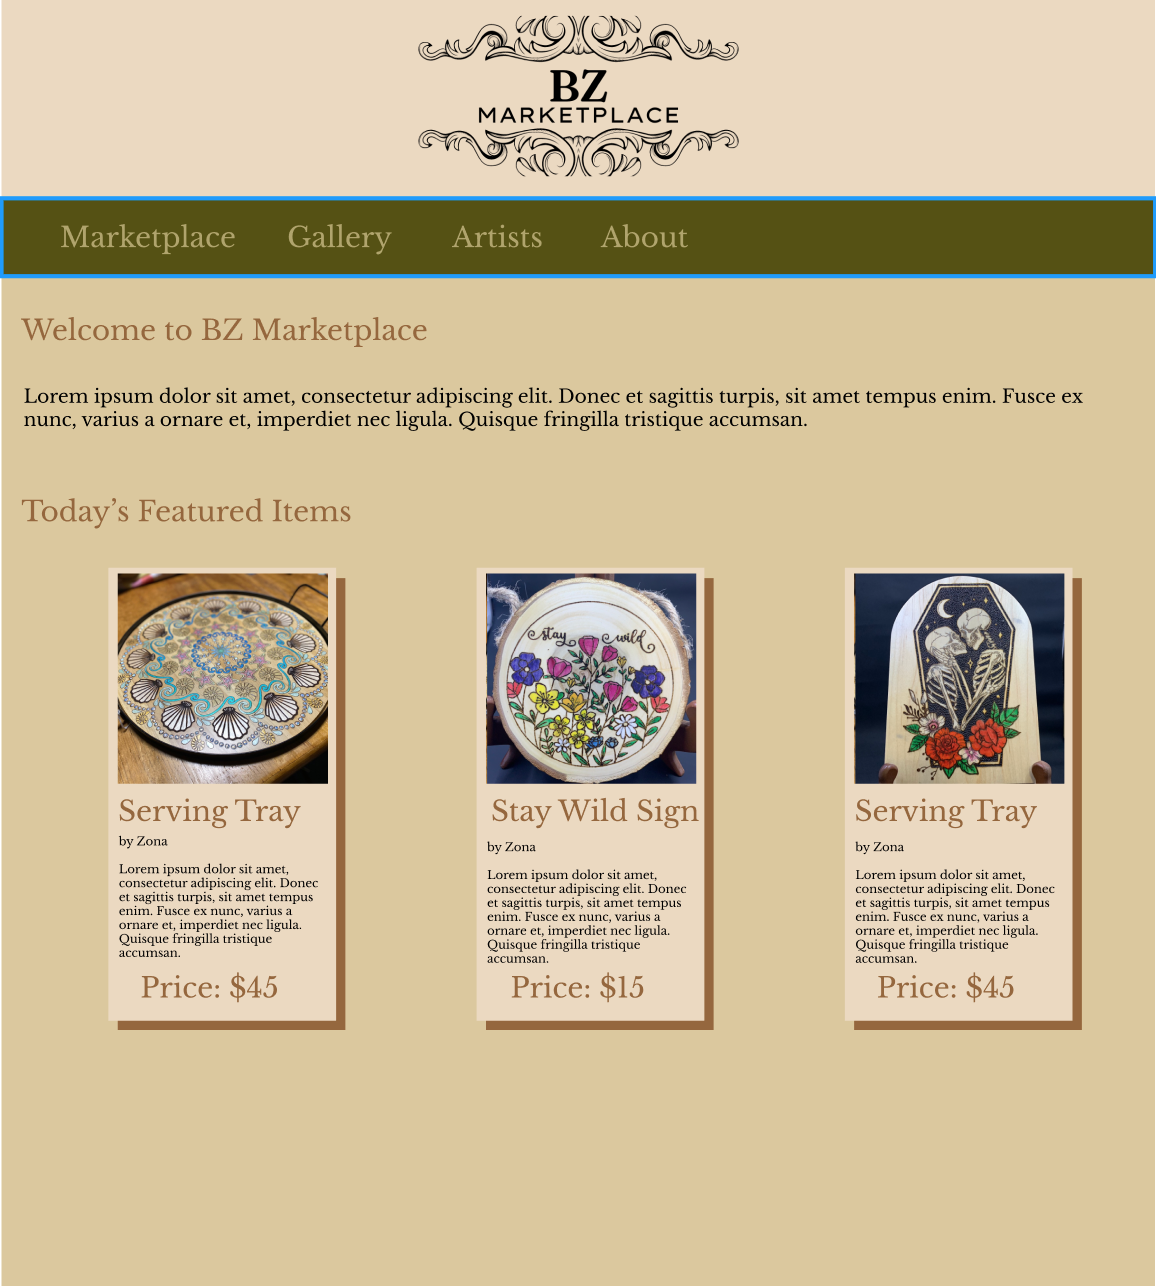 BZ
MARKETPLACE
Marketplace Gallery Artists About
Welcome to BZ Marketplace
Lorem ipsum dolor sit amet, consectetur adipiscing elit. Donec et sagittis turpis, sit amet tempus enim. Fusce ex
nunc, varius a ornare et, imperdiet nec ligula. Quisque fringilla tristique accumsan.
Today’s Featured Items
Serving Tray
by Zona
Lorem ipsum dolor sit amet,
consectetur adipiscing elit. Donec
et sagittis turpis, sit amet tempus
enim. Fusce ex nunc, varius a
ornare et, imperdiet nec ligula.
Quisque fringilla tristique
accumsan.
Price: $45
stay wild
Stay Wild Sign
by Zona
Lorem ipsum dolor sit amet,
consectetur adipiscing elit. Donec
et sagittis turpis, sit amet tempus
enim. Fusce ex nunc, varius a
ornare et, imperdiet nec ligula.
Quisque fringilla tristique
accumsan.
Price: $15
Serving Tray
by Zona
Lorem ipsum dolor sit amet,
consectetur adipiscing elit. Donec
et sagittis turpis, sit amet tempus
enim. Fusce ex nunc, varius a
ornare et, imperdiet nec ligula.
Quisque fringilla tristique
accumsan.
Price: $45